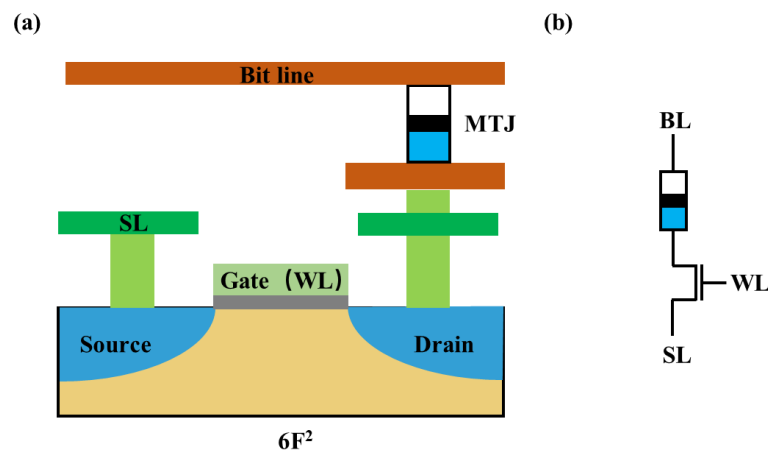 (a)
Bit line
MTJ
SL
Gate（WL）
Source
Drain
6F²
(b)
BL
WL
SL